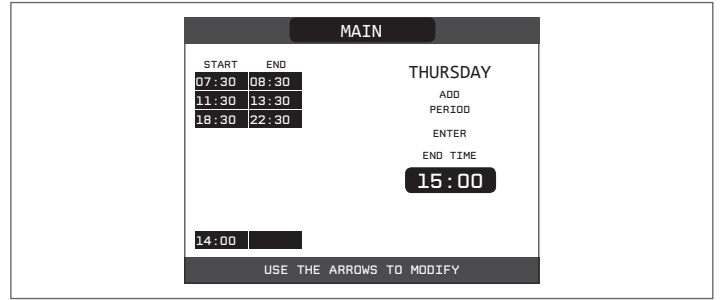 MAIN
START END
07:30 08:30
11:30 13:30
18:30 22:30
14:00
THURSDAY
ADD
PERIOD
ENTER
END TIME
15:00
USE THE ARROWS TO MODIFY